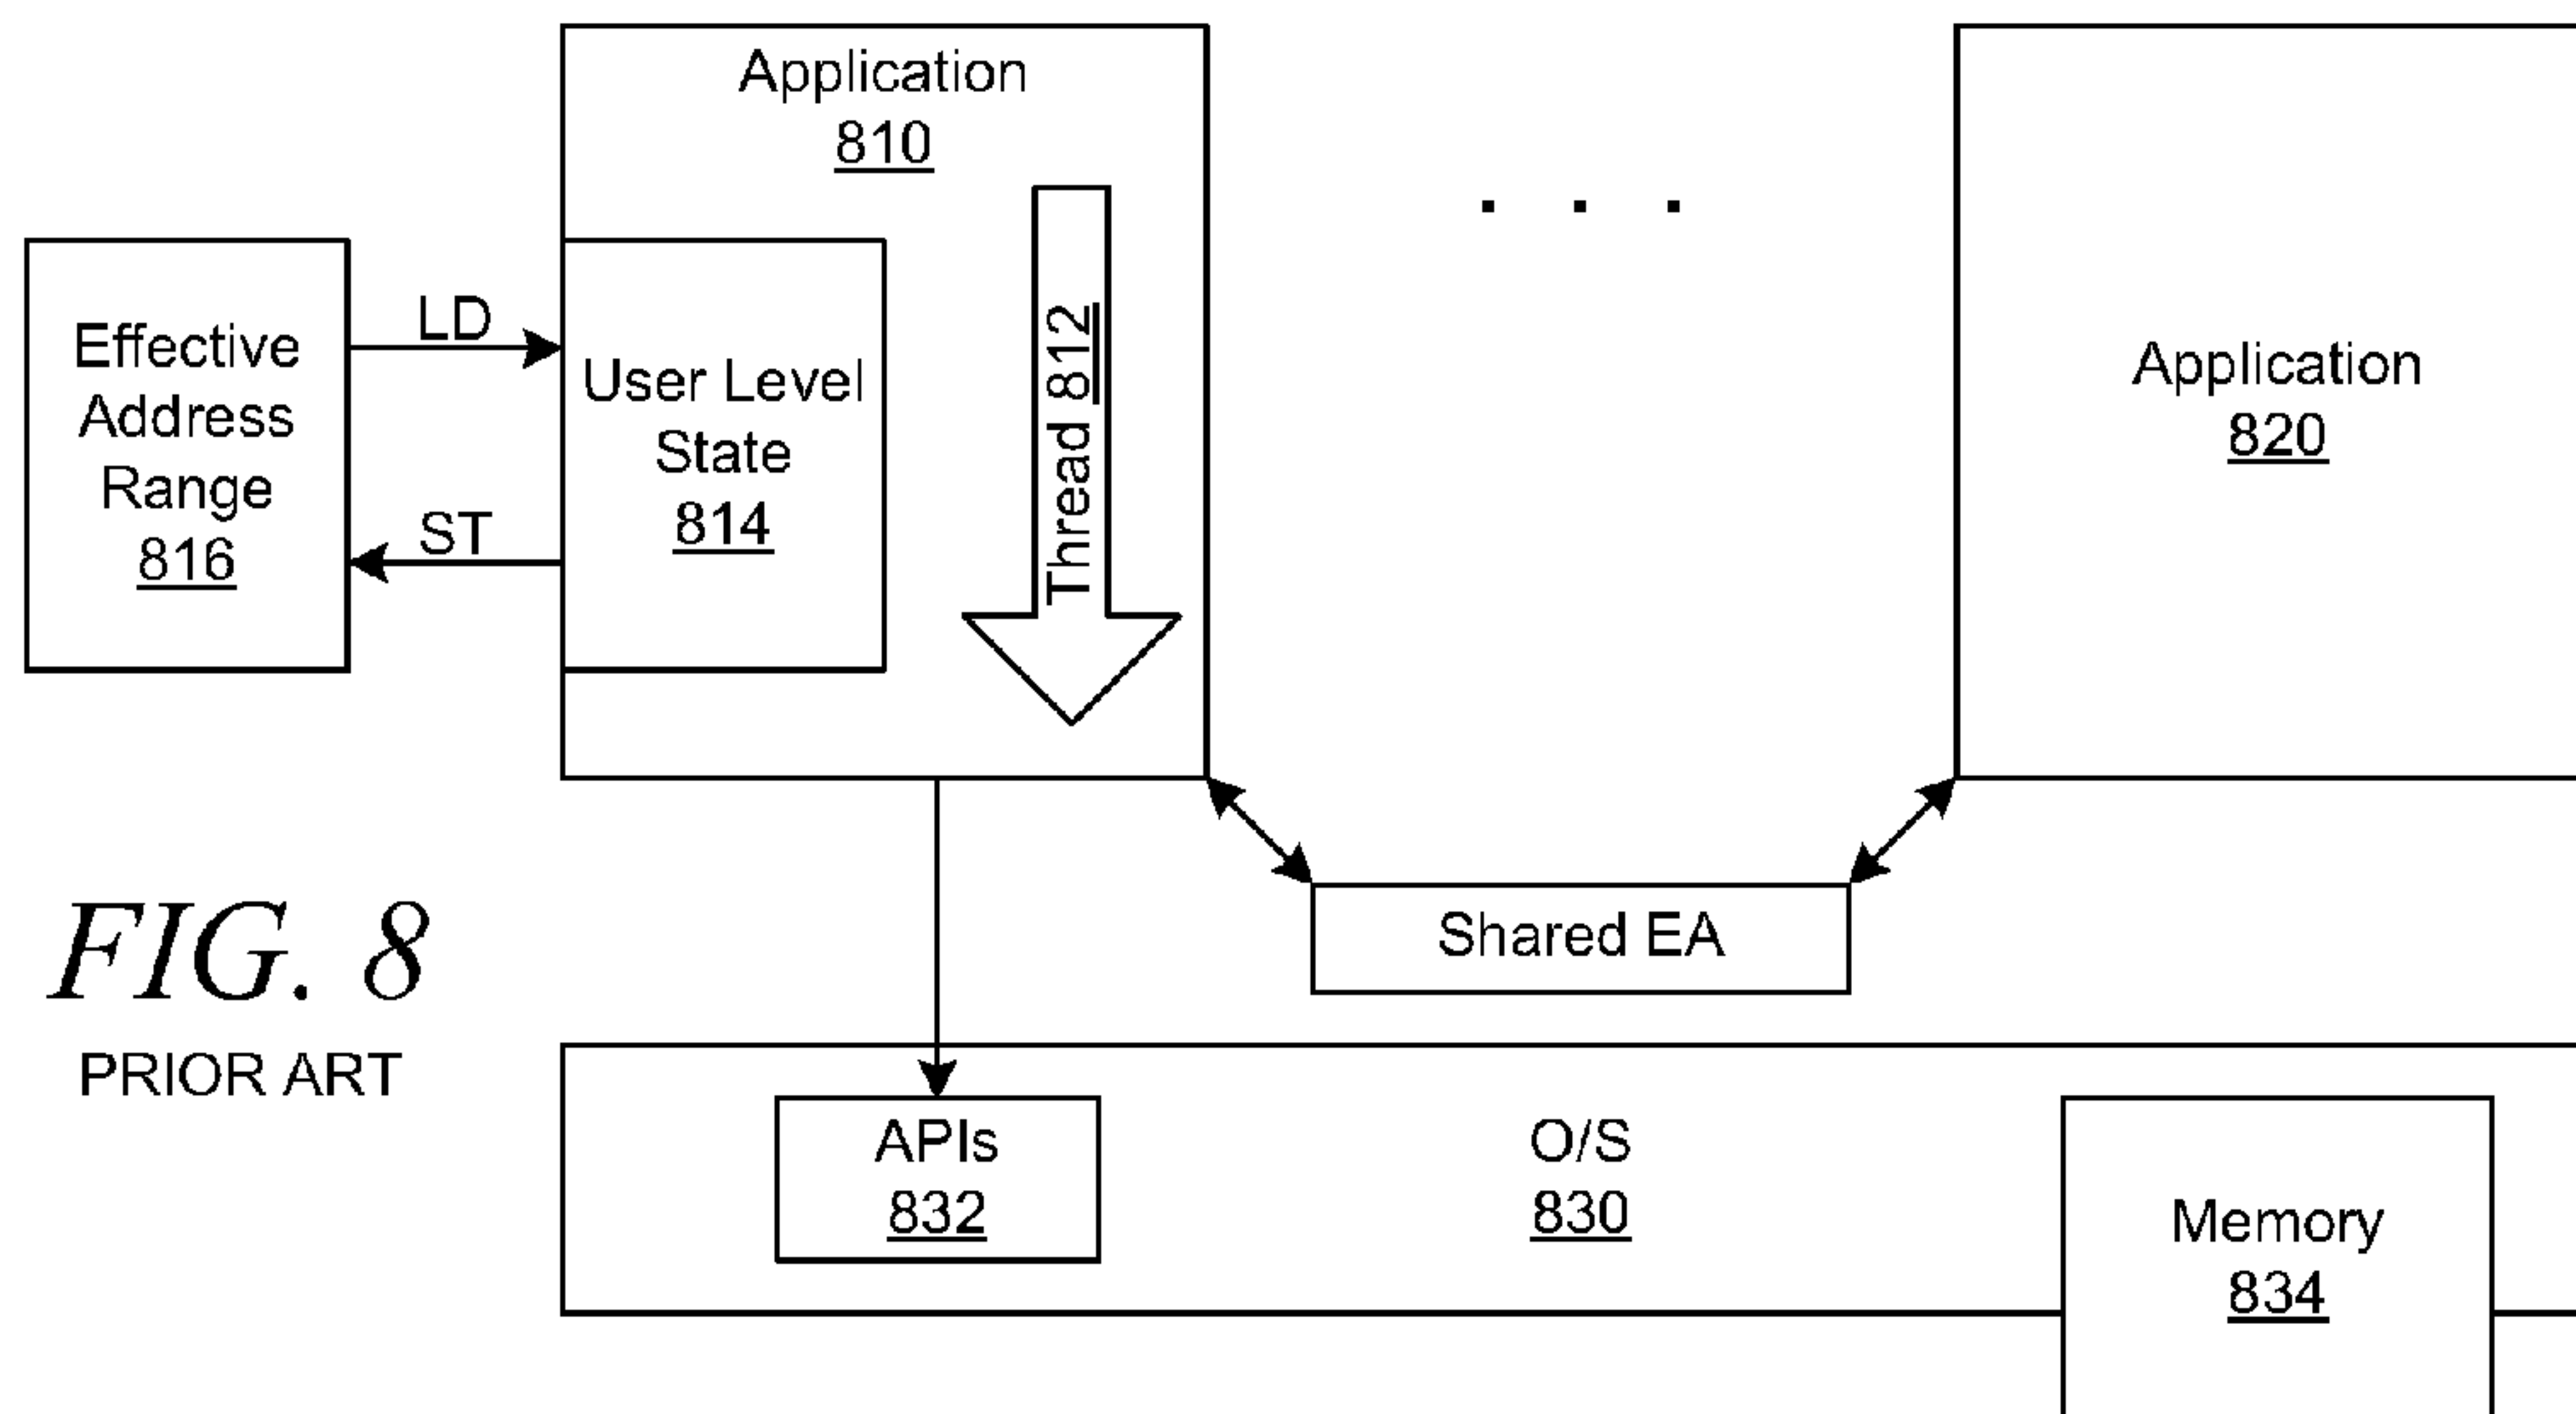 Application
810
Effective
Address
Range
816
LD
ST
User Level
State
814
Thread 812
. . .
Application
820
Shared EA
FIG. 8
PRIOR ART
APIs
832
O/S
830
Memory
834